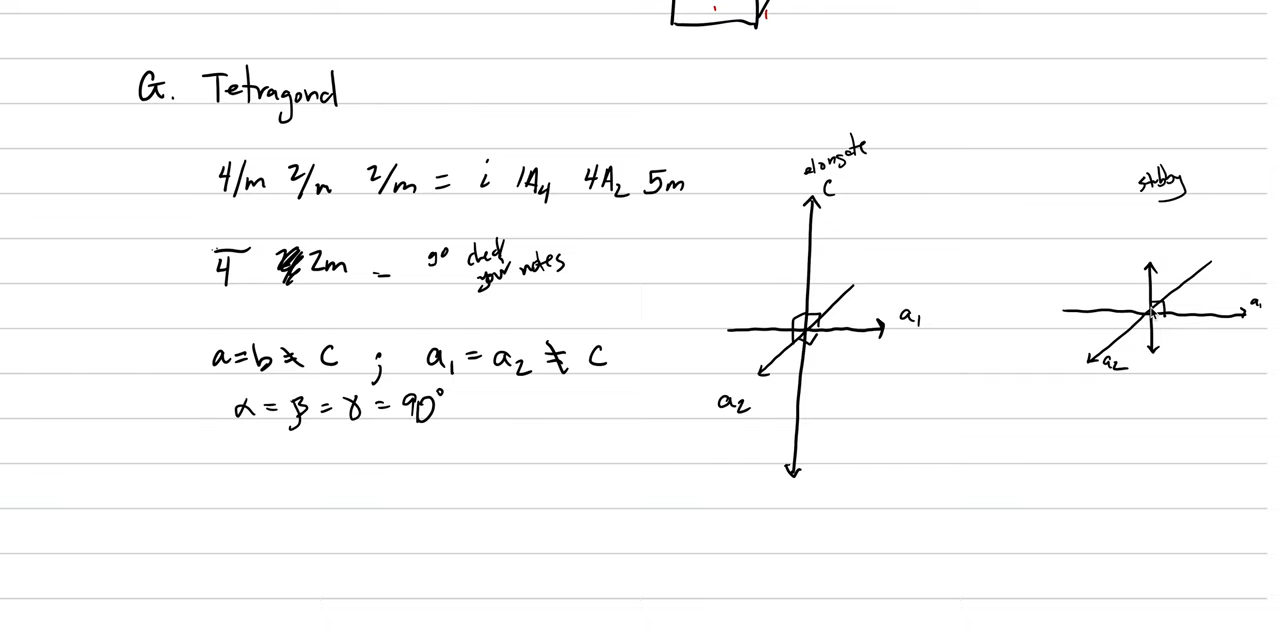 G. Tetragonal
4/m 2/m 2/m = i 1A₄ 4A₂ 5m
4̅ 2m = go check your notes
a = b ≠ c ; a₁ = a₂ ≠ c
α = β = γ = 90°
elongate
c
a₁
a₂
stubby
a₁
a₂